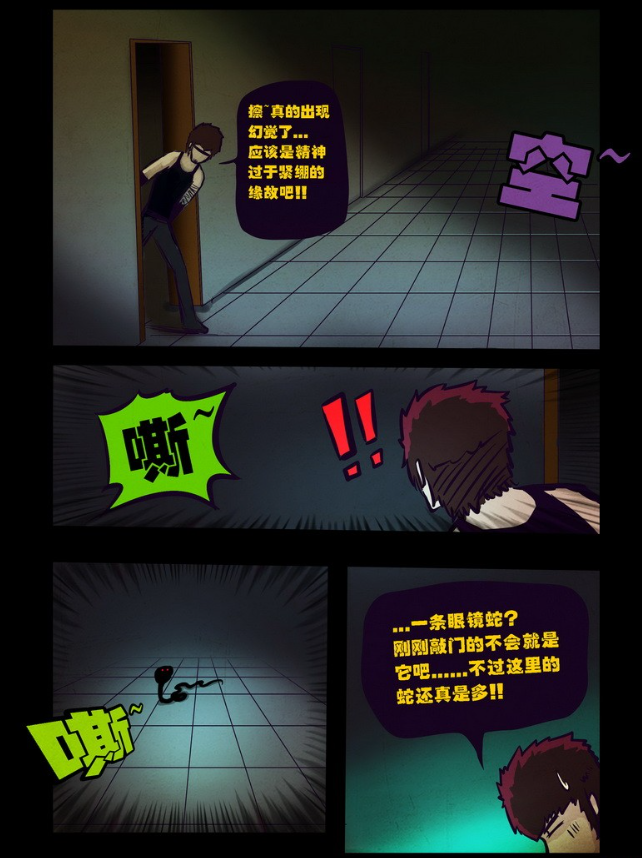 擦~真的出现
幻觉了...
应该是精神
过于紧绷的
缘故吧!!
空~
嘶~
!!
嘶~
...一条眼镜蛇?
刚刚敲门的不会就是
它吧......不过这里的
蛇还真是多!!